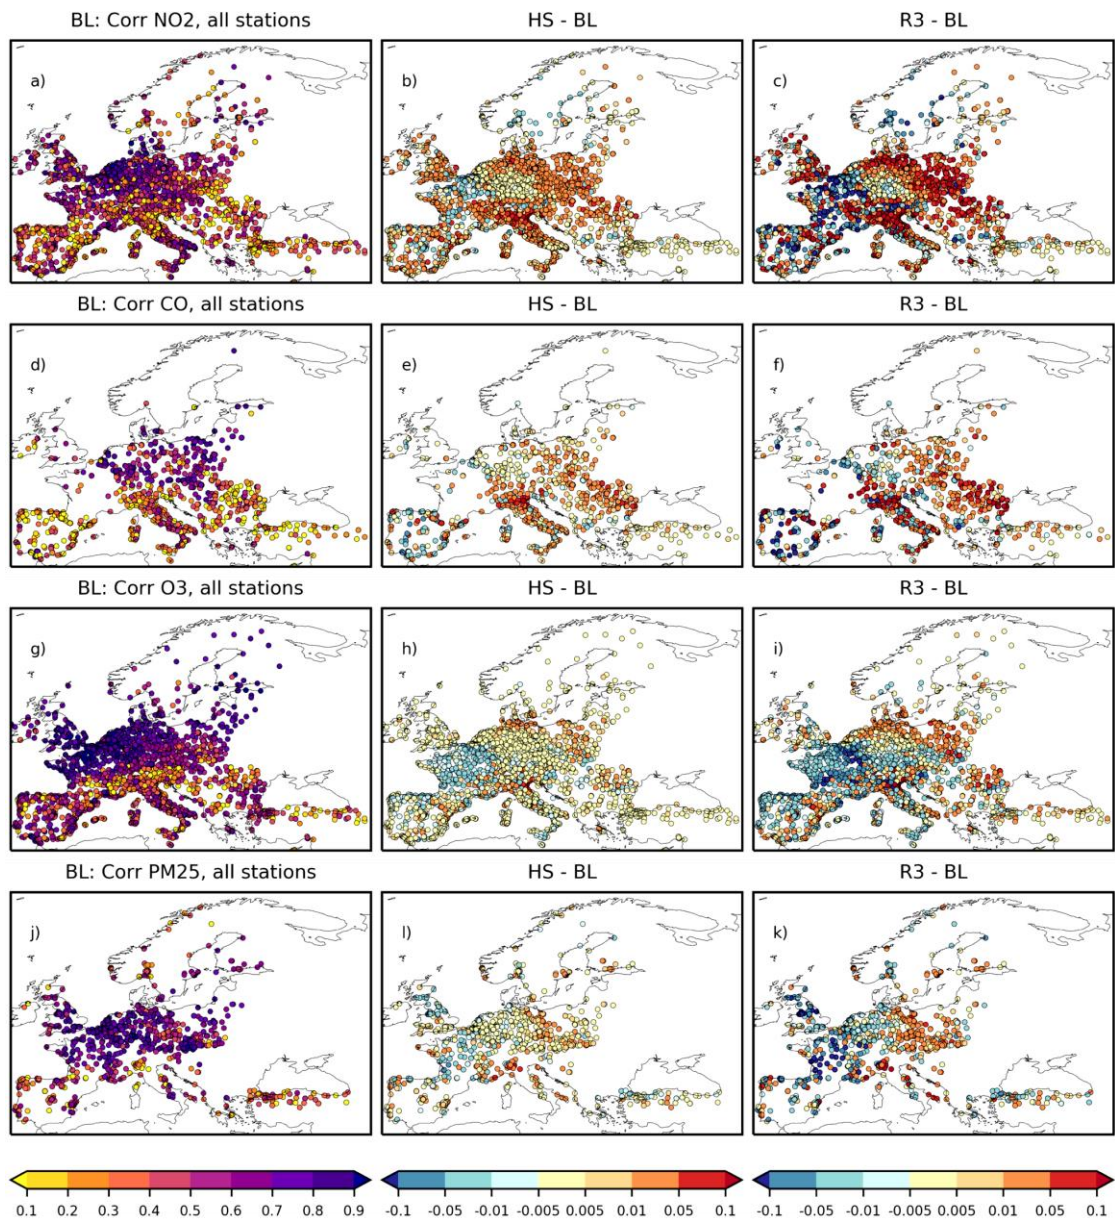 BL: Corr NO2, all stations HS - BL R3 - BL
a) b) c)
BL: Corr CO, all stations HS - BL R3 - BL
d) e) f)
BL: Corr O3, all stations HS - BL R3 - BL
g) h) i)
BL: Corr PM25, all stations HS - BL R3 - BL
j) l) k)
0.1 0.2 0.3 0.4 0.5 0.6 0.7 0.8 0.9 -0.1 -0.05 -0.01 -0.005 0.005 0.01 0.05 0.1 -0.1 -0.05 -0.01 -0.005 0.005 0.01 0.05 0.1